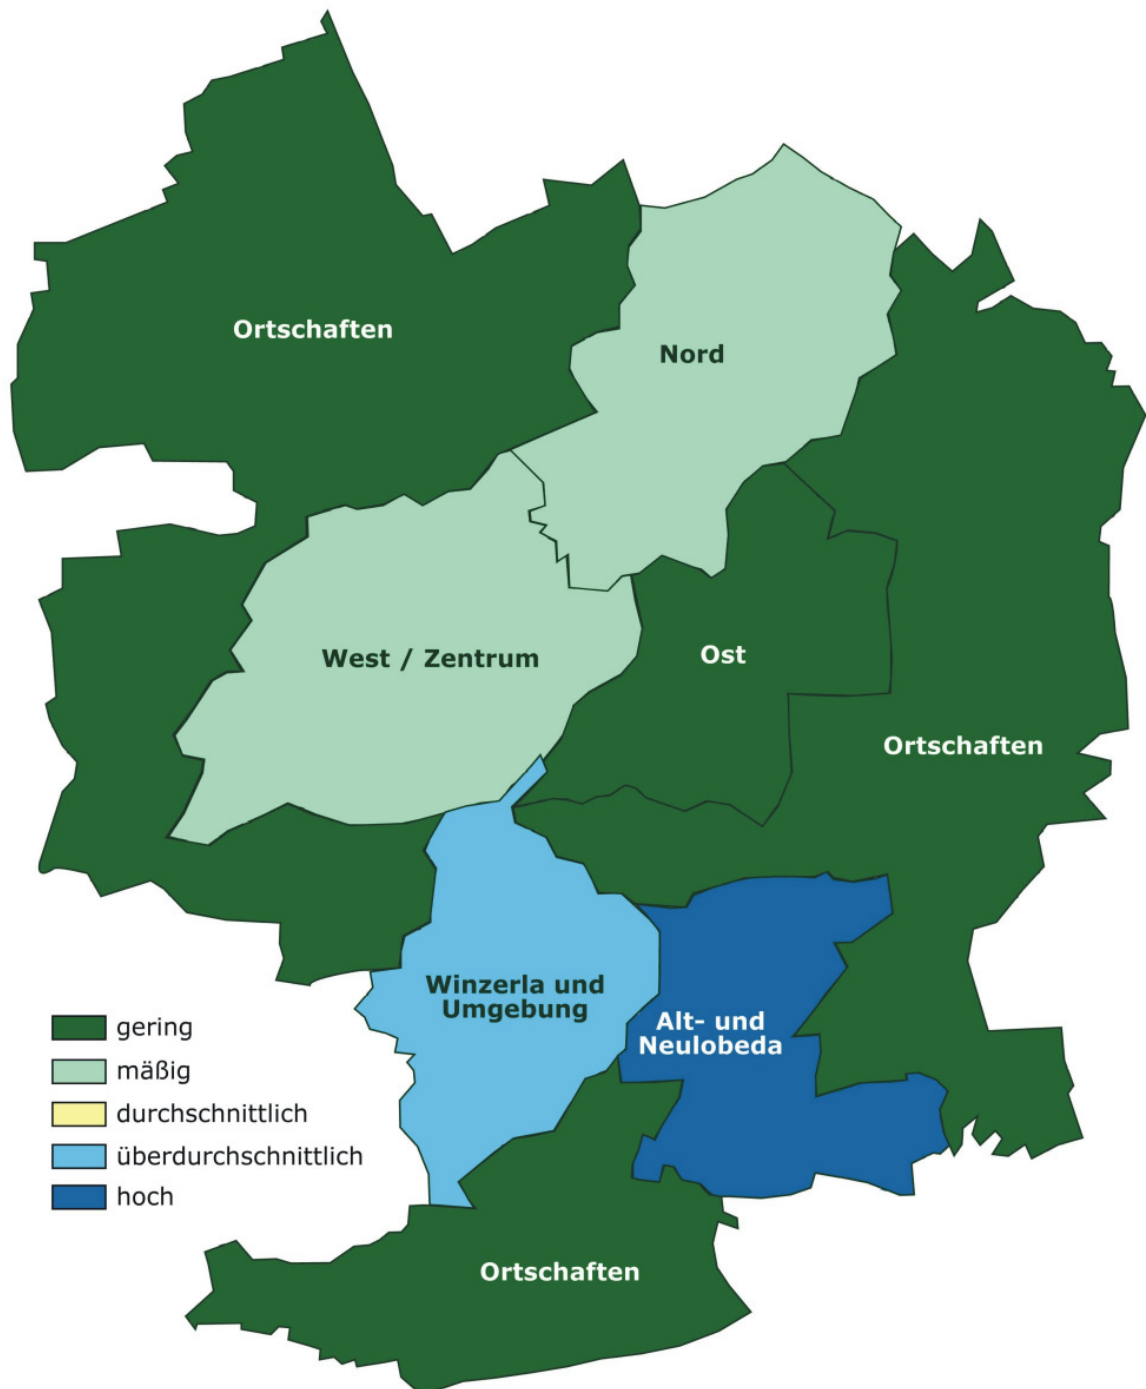 Ortschaften
Nord
West / Zentrum
Ost
Ortschaften
Winzerla und
Umgebung
Alt- und
Neulobeda
gering
mäßig
durchschnittlich
überdurchschnittlich
hoch
Ortschaften